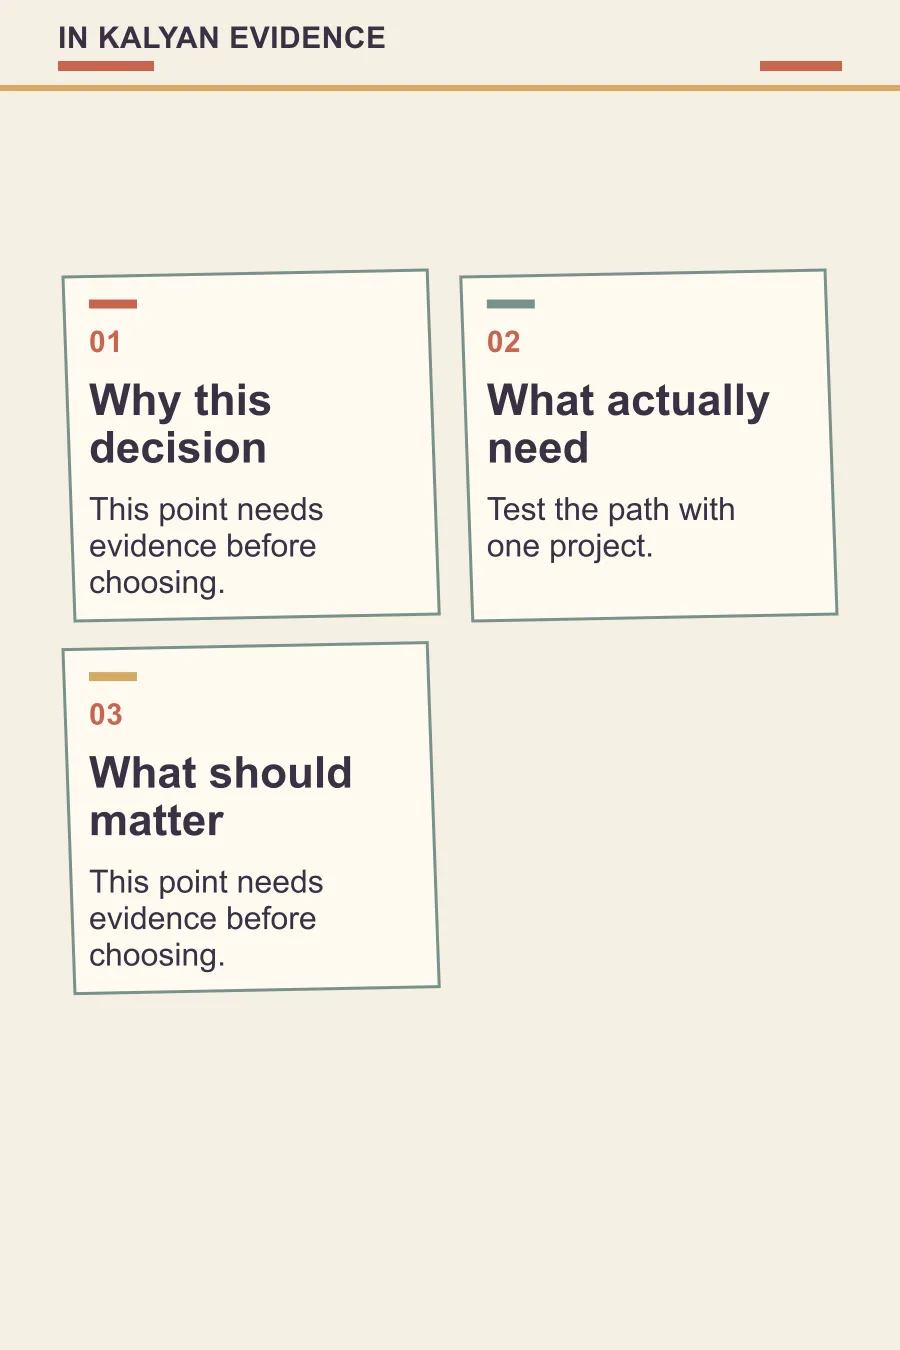 IN KALYAN EVIDENCE
01
Why this
decision
This point needs
evidence before
choosing.
02
What actually
need
Test the path with
one project.
03
What should
matter
This point needs
evidence before
choosing.